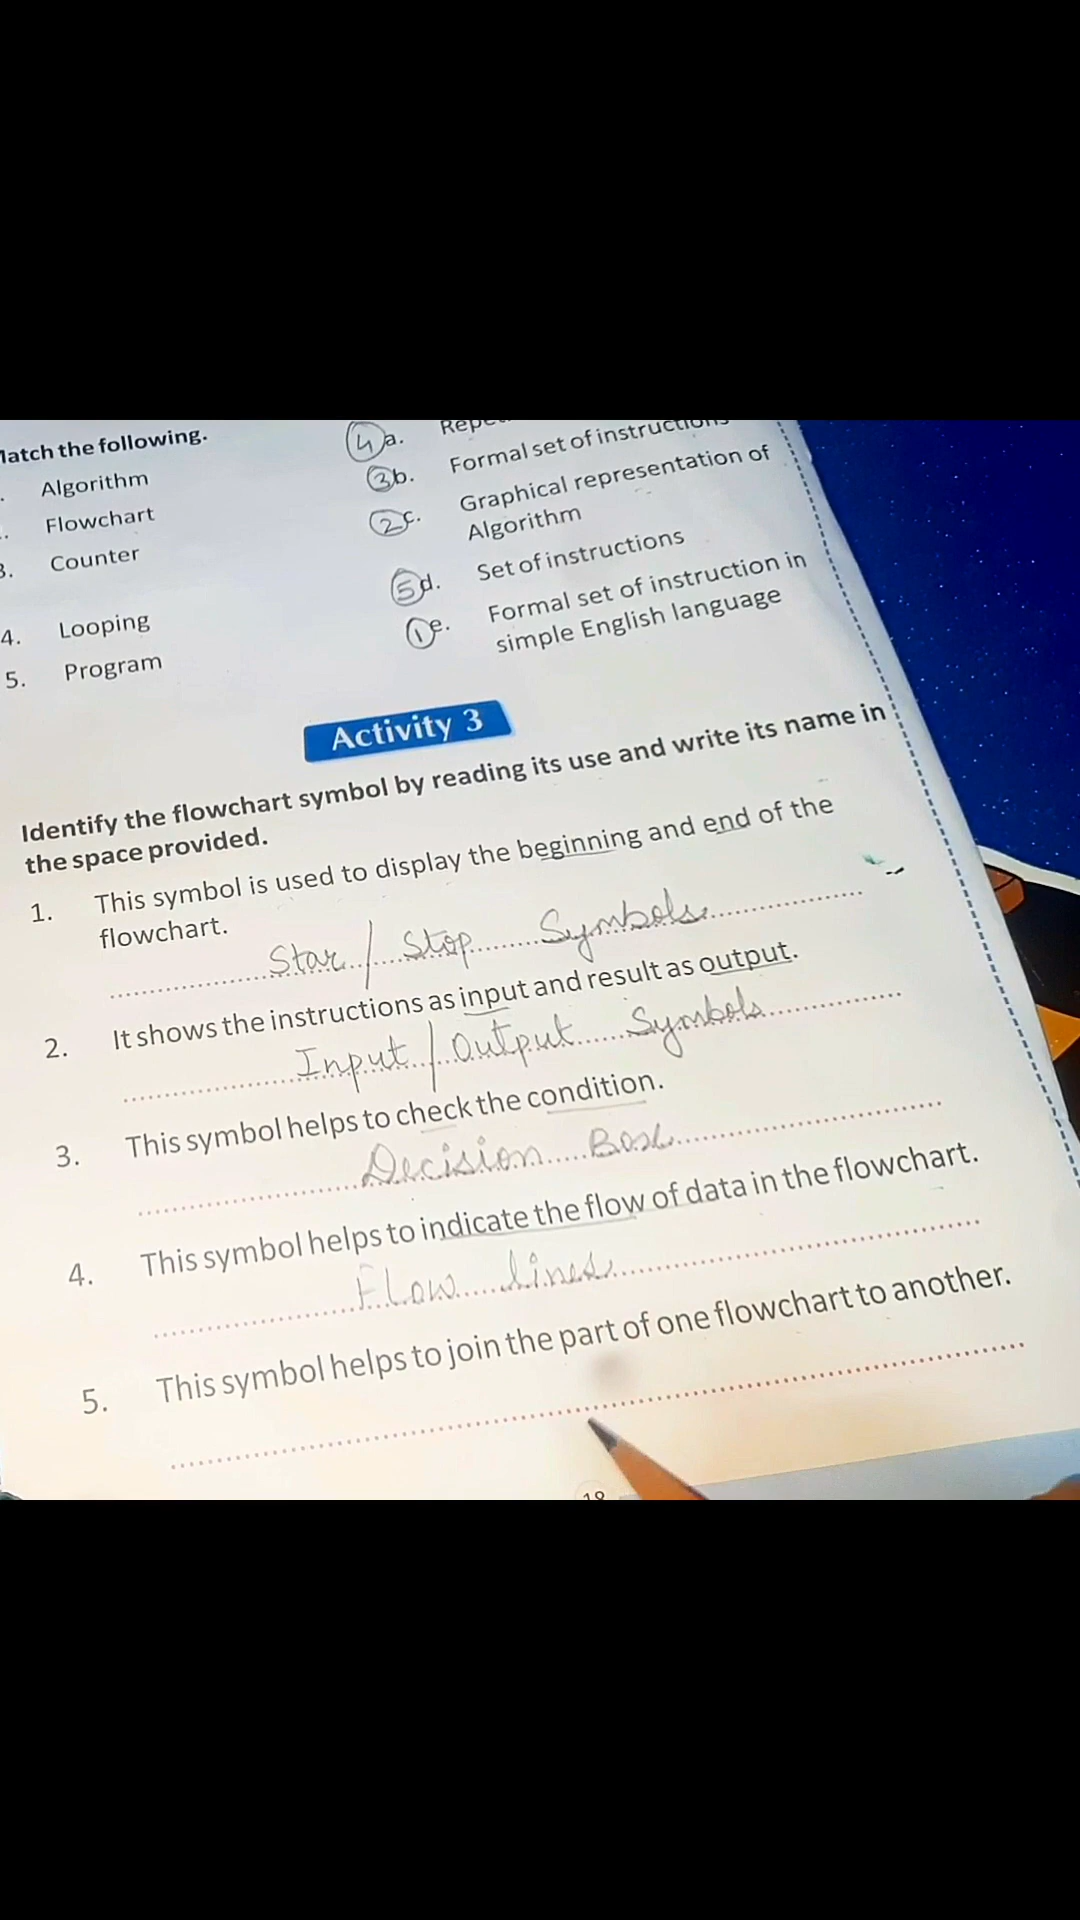 Match the following.
Algorithm
Flowchart
3. Counter
4. Looping
5. Program
4 a.
3 b. Formal set of instructions
2 c. Graphical representation of
Algorithm
5 d. Set of instructions
1 e. Formal set of instruction in
simple English language
Activity 3
Identify the flowchart symbol by reading its use and write its name in
the space provided.
1. This symbol is used to display the beginning and end of the
flowchart.
Star / Stop Symbols
2. It shows the instructions as input and result as output.
Input / Output Symbols
3. This symbol helps to check the condition.
Decision Box
4. This symbol helps to indicate the flow of data in the flowchart.
Flow lines
5. This symbol helps to join the part of one flowchart to another.